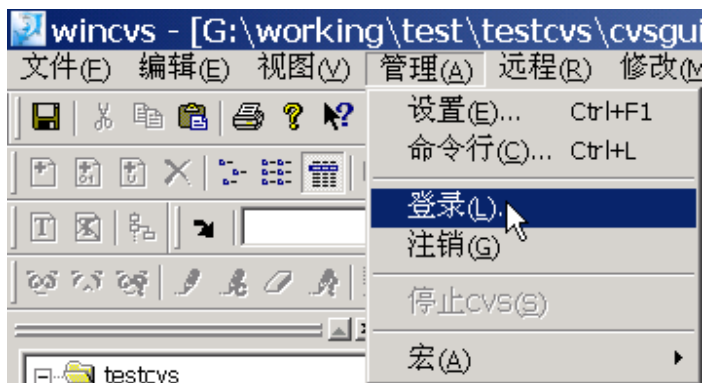 wincvs - [G:\working\test\testcvs\cvsgui
文件(F) 编辑(E) 视图(V) 管理(A) 远程(R) 修改(M
设置(E)... Ctrl+F1
命令行(C)... Ctrl+L
登录(L)...
注销(G)
停止CVS(S)
宏(A)
testcvs